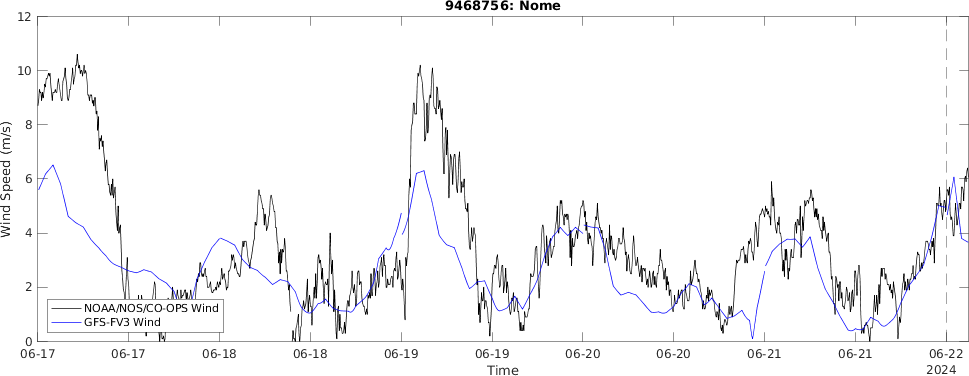 9468756: Nome
12
10
8
6
4
2
0
Wind Speed (m/s)
NOAA/NOS/CO-OPS Wind
GFS-FV3 Wind
06-17 06-17 06-18 06-18 06-19 06-19 06-20 06-20 06-21 06-21 06-22
Time
2024